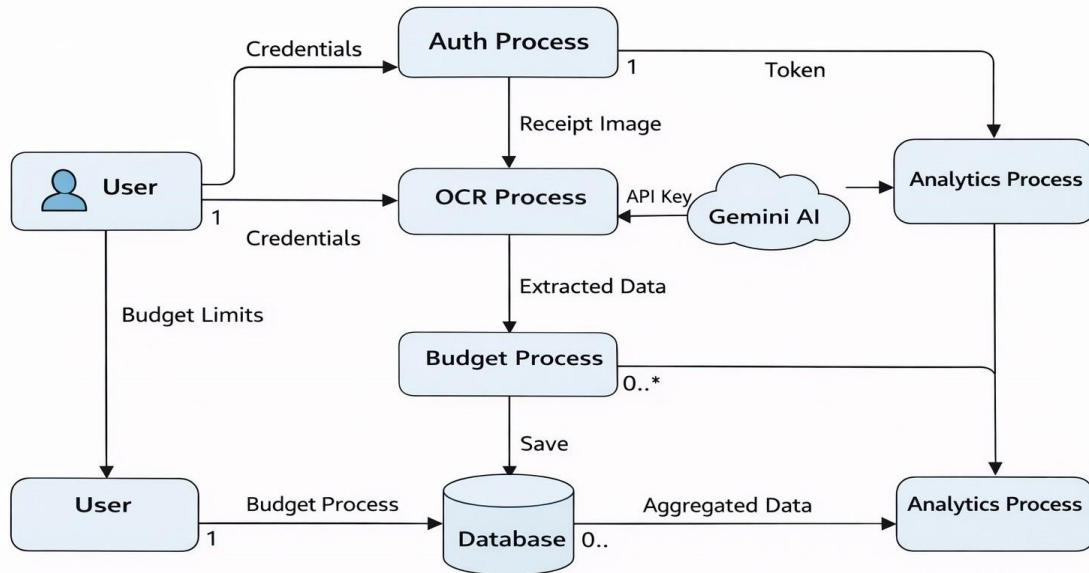 Auth Process
Credentials
1
Token
Receipt Image
User
1
Credentials
OCR Process
API Key
Gemini AI
Analytics Process
Extracted Data
Budget Limits
Budget Process
0..*
Save
User
1
Budget Process
Database
0..
Aggregated Data
Analytics Process